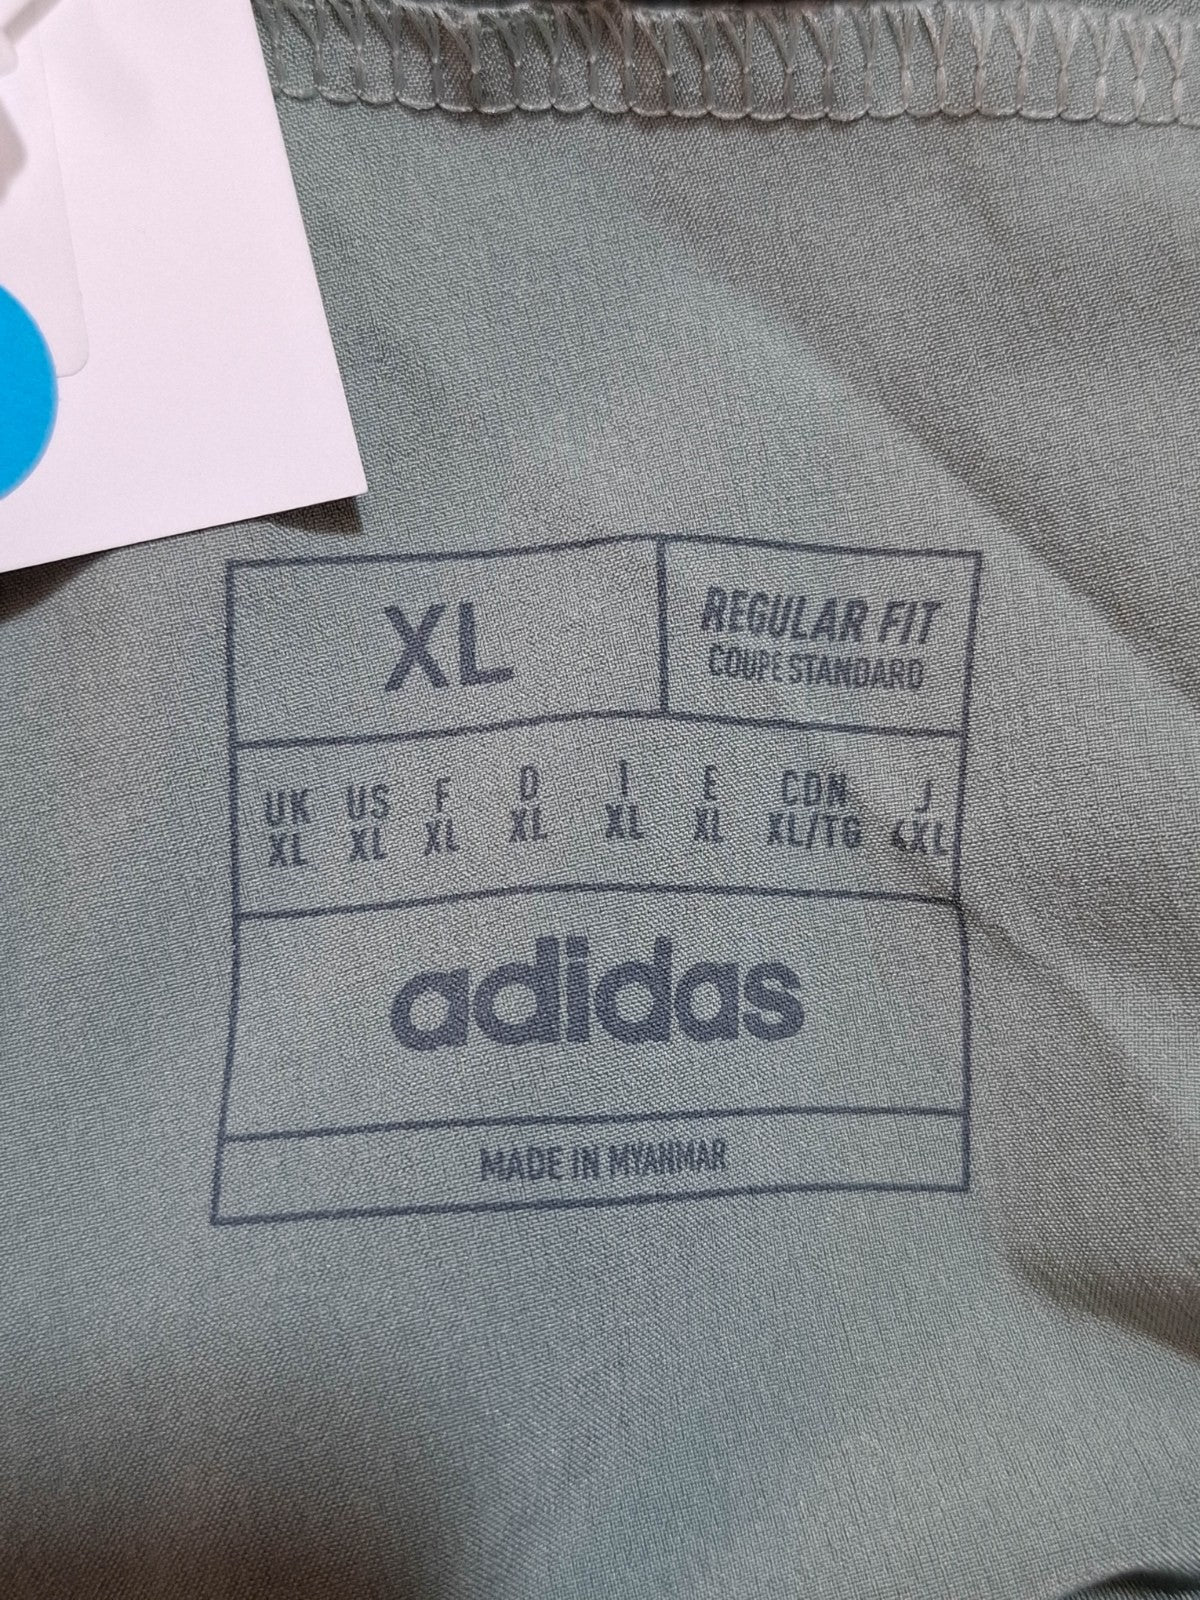 XL
REGULAR FIT
COUPE STANDARD
UK US F D I E CDN J
XL XL XL XL XL XL XL/TG 4XL
adidas
MADE IN MYANMAR